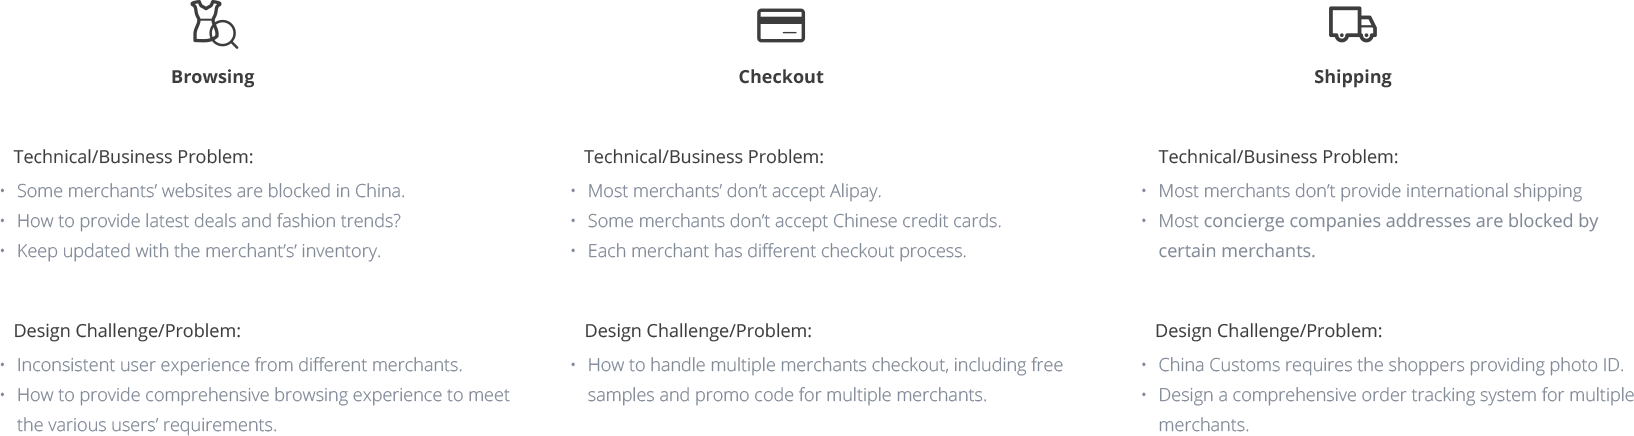 Browsing
Technical/Business Problem:
• Some merchants’ websites are blocked in China.
• How to provide latest deals and fashion trends?
• Keep updated with the merchant’s’ inventory.
Design Challenge/Problem:
• Inconsistent user experience from different merchants.
• How to provide comprehensive browsing experience to meet
the various users’ requirements.
Checkout
Technical/Business Problem:
• Most merchants’ don’t accept Alipay.
• Some merchants don’t accept Chinese credit cards.
• Each merchant has different checkout process.
Design Challenge/Problem:
• How to handle multiple merchants checkout, including free
samples and promo code for multiple merchants.
Shipping
Technical/Business Problem:
• Most merchants don’t provide international shipping
• Most concierge companies addresses are blocked by
certain merchants.
Design Challenge/Problem:
• China Customs requires the shoppers providing photo ID.
• Design a comprehensive order tracking system for multiple
merchants.